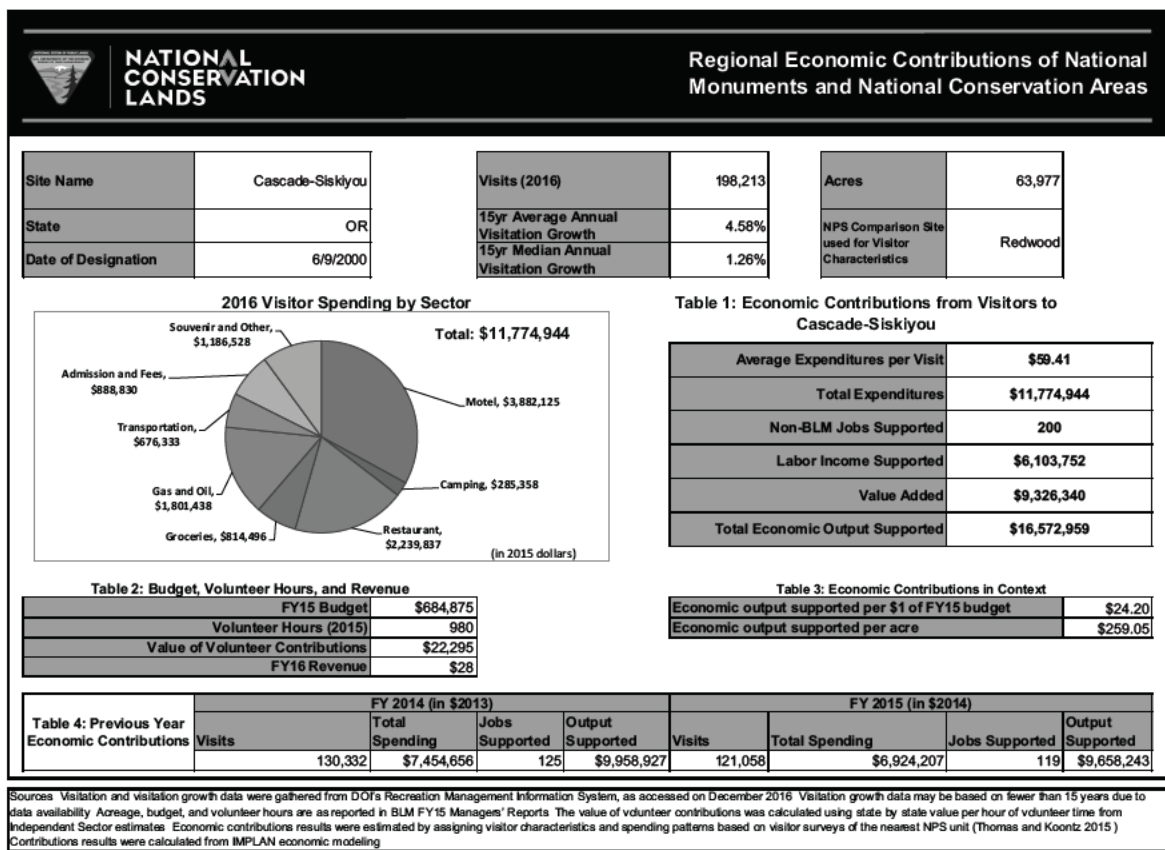 NATIONAL
CONSERVATION
LANDS
Regional Economic Contributions of National
Monuments and National Conservation Areas
Site Name Cascade-Siskiyou
State OR
Date of Designation 6/9/2000
Visits (2016) 198,213
15yr Average Annual
Visitation Growth 4.58%
15yr Median Annual
Visitation Growth 1.26%
Acres 63,977
NPS Comparison Site
used for Visitor
Characteristics Redwood
2016 Visitor Spending by Sector
Total: $11,774,944
Souvenir and Other,
$1,186,528
Admission and Fees,
$888,830
Transportation,
$676,333
Gas and Oil,
$1,801,438
Groceries, $814,496
Motel, $3,882,125
Camping, $285,358
Restaurant,
$2,239,837
(in 2015 dollars)
Table 1: Economic Contributions from Visitors to
Cascade-Siskiyou
Average Expenditures per Visit $59.41
Total Expenditures $11,774,944
Non-BLM Jobs Supported 200
Labor Income Supported $6,103,752
Value Added $9,326,340
Total Economic Output Supported $16,572,959
Table 2: Budget, Volunteer Hours, and Revenue
FY15 Budget $684,875
Volunteer Hours (2015) 980
Value of Volunteer Contributions $22,295
FY16 Revenue $28
Table 3: Economic Contributions in Context
Economic output supported per $1 of FY15 budget $24.20
Economic output supported per acre $259.05
Table 4: Previous Year
Economic Contributions
FY 2014 (in $2013) FY 2015 (in $2014)
Visits Total Spending Jobs Supported Output Supported Visits Total Spending Jobs Supported Output Supported
130,332 $7,454,656 125 $9,958,927 121,058 $6,924,207 119 $9,658,243
Sources Visitation and visitation growth data were gathered from DOI's Recreation Management Information System, as accessed on December 2016 Visitation growth data may be based on fewer than 15 years due to
data availability Acreage, budget, and volunteer hours are as reported in BLM FY15 Managers' Reports The value of volunteer contributions was calculated using state by state value per hour of volunteer time from
Independent Sector estimates Economic contributions results were estimated by assigning visitor characteristics and spending patterns based on visitor surveys of the nearest NPS unit (Thomas and Koontz 2015 )
Contributions results were calculated from IMPLAN economic modeling